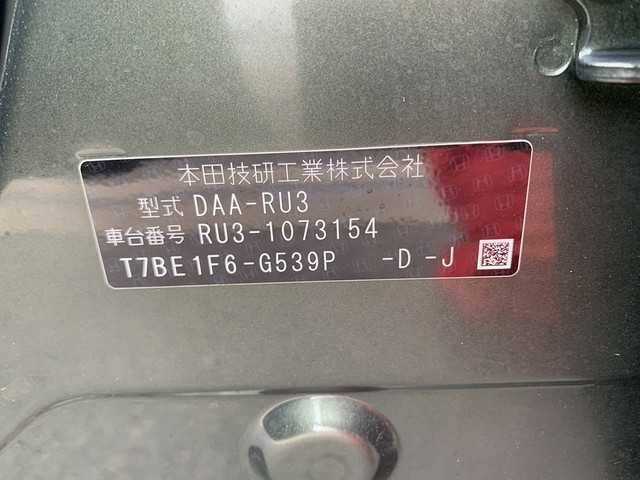 本田技研工業株式会社
型式 DAA-RU3
車台番号 RU3-1073154
T7BE1F6-G539P -D -J